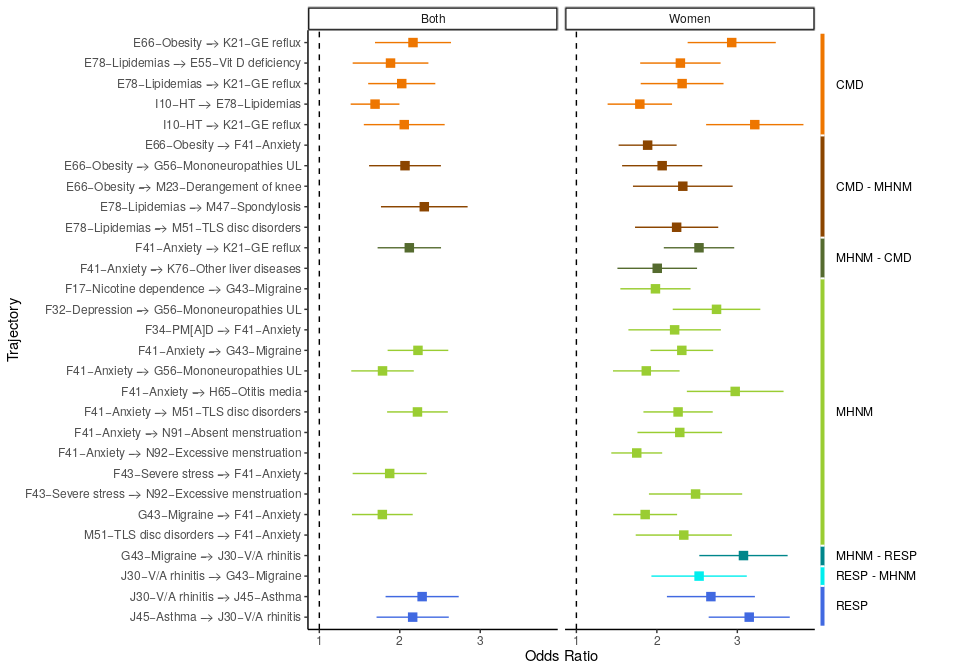 Both
Women
E66−Obesity → K21−GE reflux
E78−Lipidemias → E55−Vit D deficiency
E78−Lipidemias → K21−GE reflux
I10−HT → E78−Lipidemias
I10−HT → K21−GE reflux
E66−Obesity → F41−Anxiety
E66−Obesity → G56−Mononeuropathies UL
E66−Obesity → M23−Derangement of knee
E78−Lipidemias → M47−Spondylosis
E78−Lipidemias → M51−TLS disc disorders
F41−Anxiety → K21−GE reflux
F41−Anxiety → K76−Other liver diseases
F17−Nicotine dependence → G43−Migraine
F32−Depression → G56−Mononeuropathies UL
F34−PM[A]D → F41−Anxiety
F41−Anxiety → G43−Migraine
F41−Anxiety → G56−Mononeuropathies UL
F41−Anxiety → H65−Otitis media
F41−Anxiety → M51−TLS disc disorders
F41−Anxiety → N91−Absent menstruation
F41−Anxiety → N92−Excessive menstruation
F43−Severe stress → F41−Anxiety
F43−Severe stress → N92−Excessive menstruation
G43−Migraine → F41−Anxiety
M51−TLS disc disorders → F41−Anxiety
G43−Migraine → J30−V/A rhinitis
J30−V/A rhinitis → G43−Migraine
J30−V/A rhinitis → J45−Asthma
J45−Asthma → J30−V/A rhinitis
Trajectory
CMD
CMD - MHNM
MHNM - CMD
MHNM
MHNM - RESP
RESP - MHNM
RESP
1 2 3
1 2 3
Odds Ratio